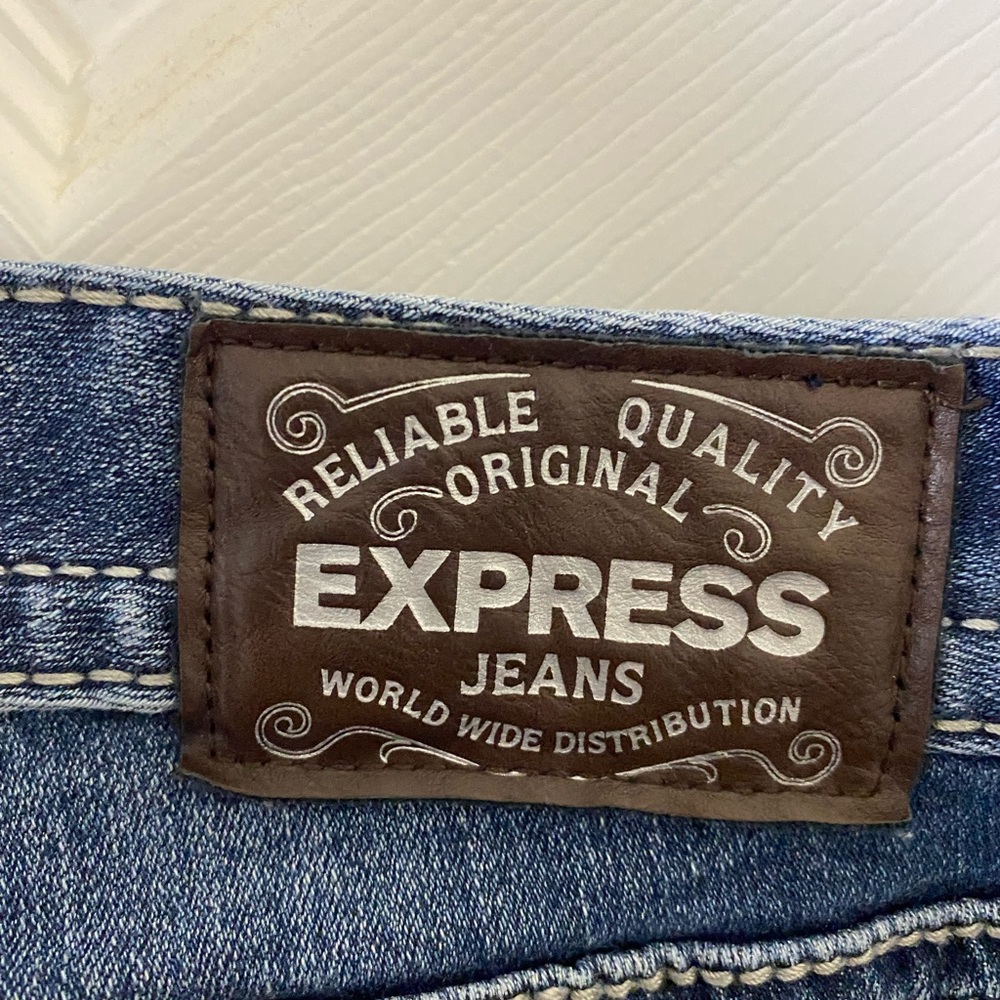 RELIABLE QUALITY
ORIGINAL
EXPRESS
JEANS
WORLD WIDE DISTRIBUTION